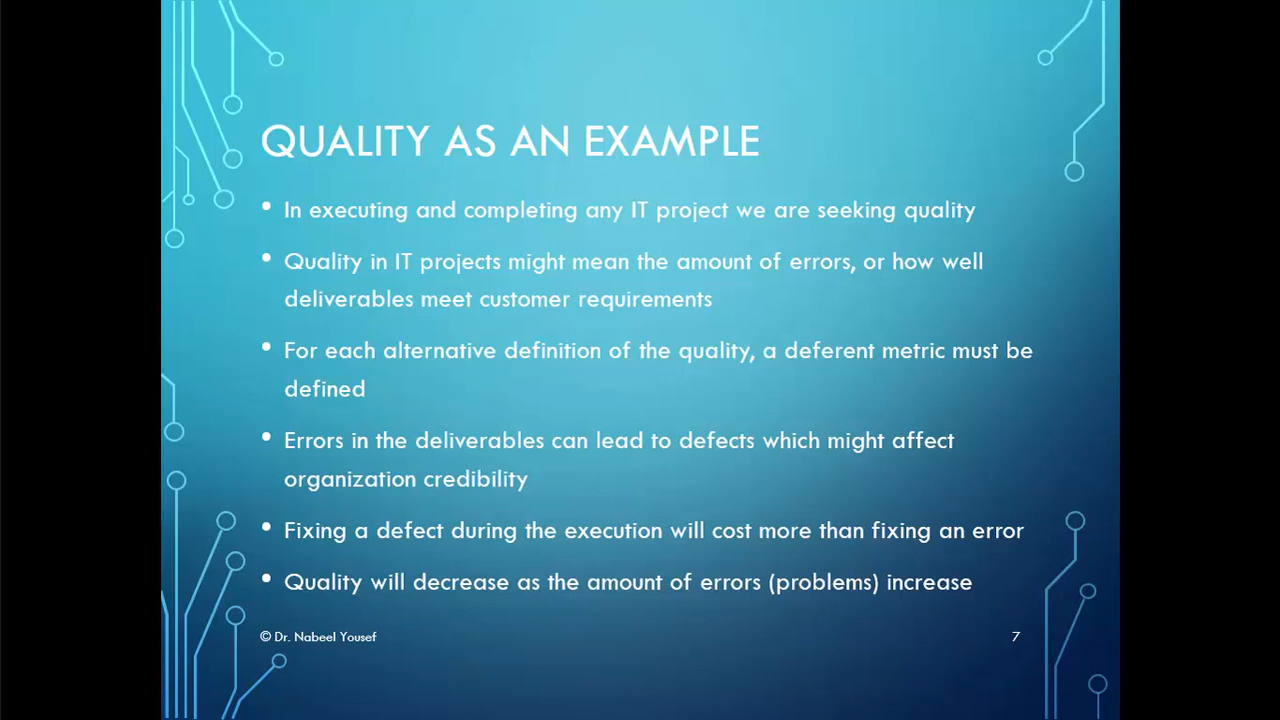 QUALITY AS AN EXAMPLE
• In executing and completing any IT project we are seeking quality
• Quality in IT projects might mean the amount of errors, or how well
deliverables meet customer requirements
• For each alternative definition of the quality, a deferent metric must be
defined
• Errors in the deliverables can lead to defects which might affect
organization credibility
• Fixing a defect during the execution will cost more than fixing an error
• Quality will decrease as the amount of errors (problems) increase
© Dr. Nabeel Yousef
7